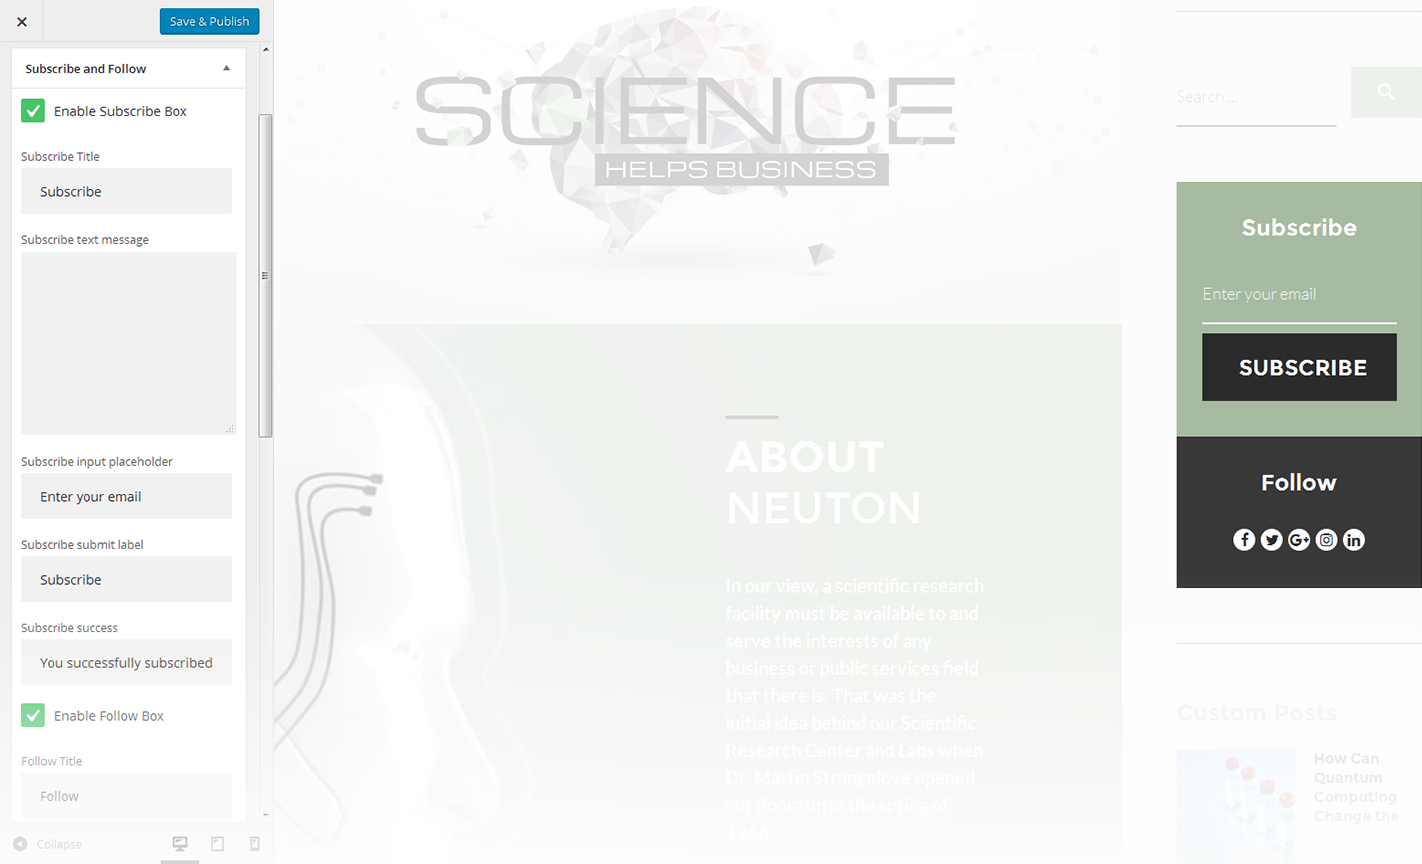 Save & Publish
Subscribe and Follow
Enable Subscribe Box
Subscribe Title
Subscribe
Subscribe text message
Subscribe input placeholder
Enter your email
Subscribe submit label
Subscribe
Subscribe success
You successfully subscribed
Enable Follow Box
Follow Title
Follow
Collapse
SCIENCE
HELPS BUSINESS
ABOUT
NEUTON
In our view, a scientific research
facility must be available to and
serve the interests of any
business or public services field
that there is. That was the
initial idea behind our Scientific
Research Center and Labs when
Dr. Martin Strangelove opened
our doors up in the spring of
1946.
Search ...
Subscribe
Enter your email
SUBSCRIBE
Follow
Custom Posts
How Can
Quantum
Computing
Change the